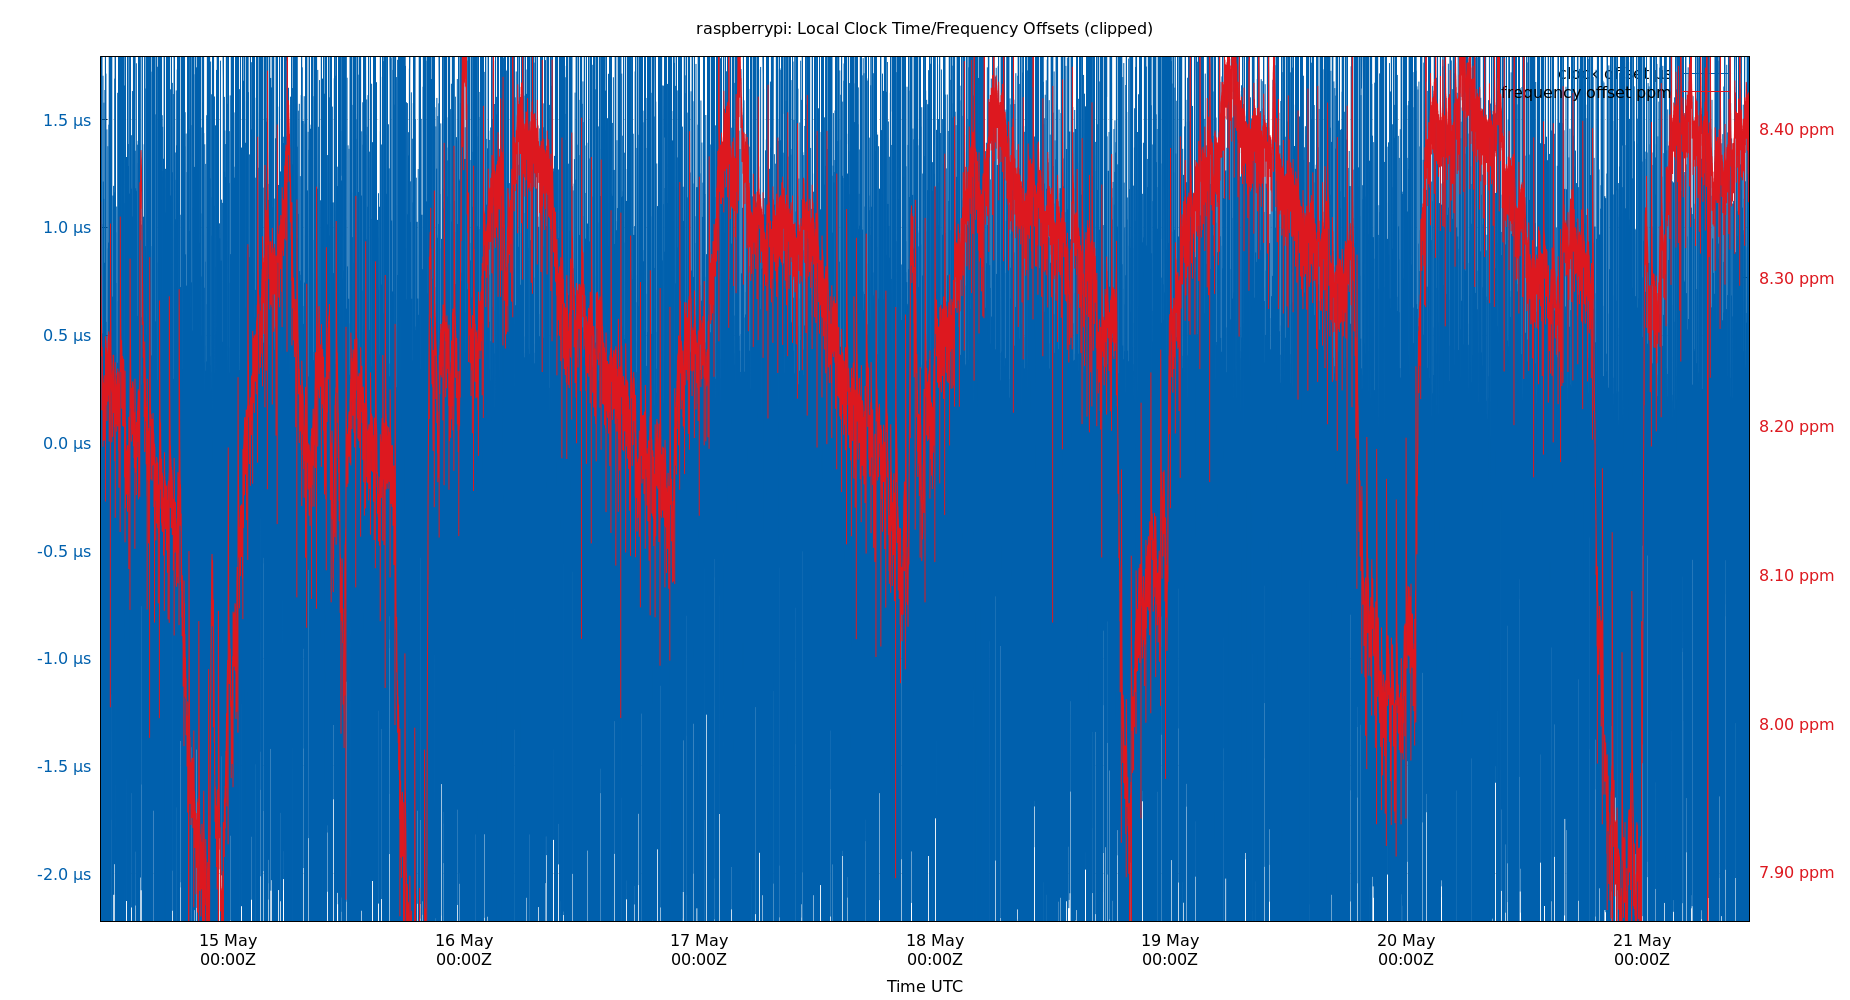 raspberrypi: Local Clock Time/Frequency Offsets (clipped)
clock offset µs
frequency offset ppm
1.5 µs
1.0 µs
0.5 µs
0.0 µs
-0.5 µs
-1.0 µs
-1.5 µs
-2.0 µs
8.40 ppm
8.30 ppm
8.20 ppm
8.10 ppm
8.00 ppm
7.90 ppm
15 May 16 May 17 May 18 May 19 May 20 May 21 May
00:00Z 00:00Z 00:00Z 00:00Z 00:00Z 00:00Z 00:00Z
Time UTC